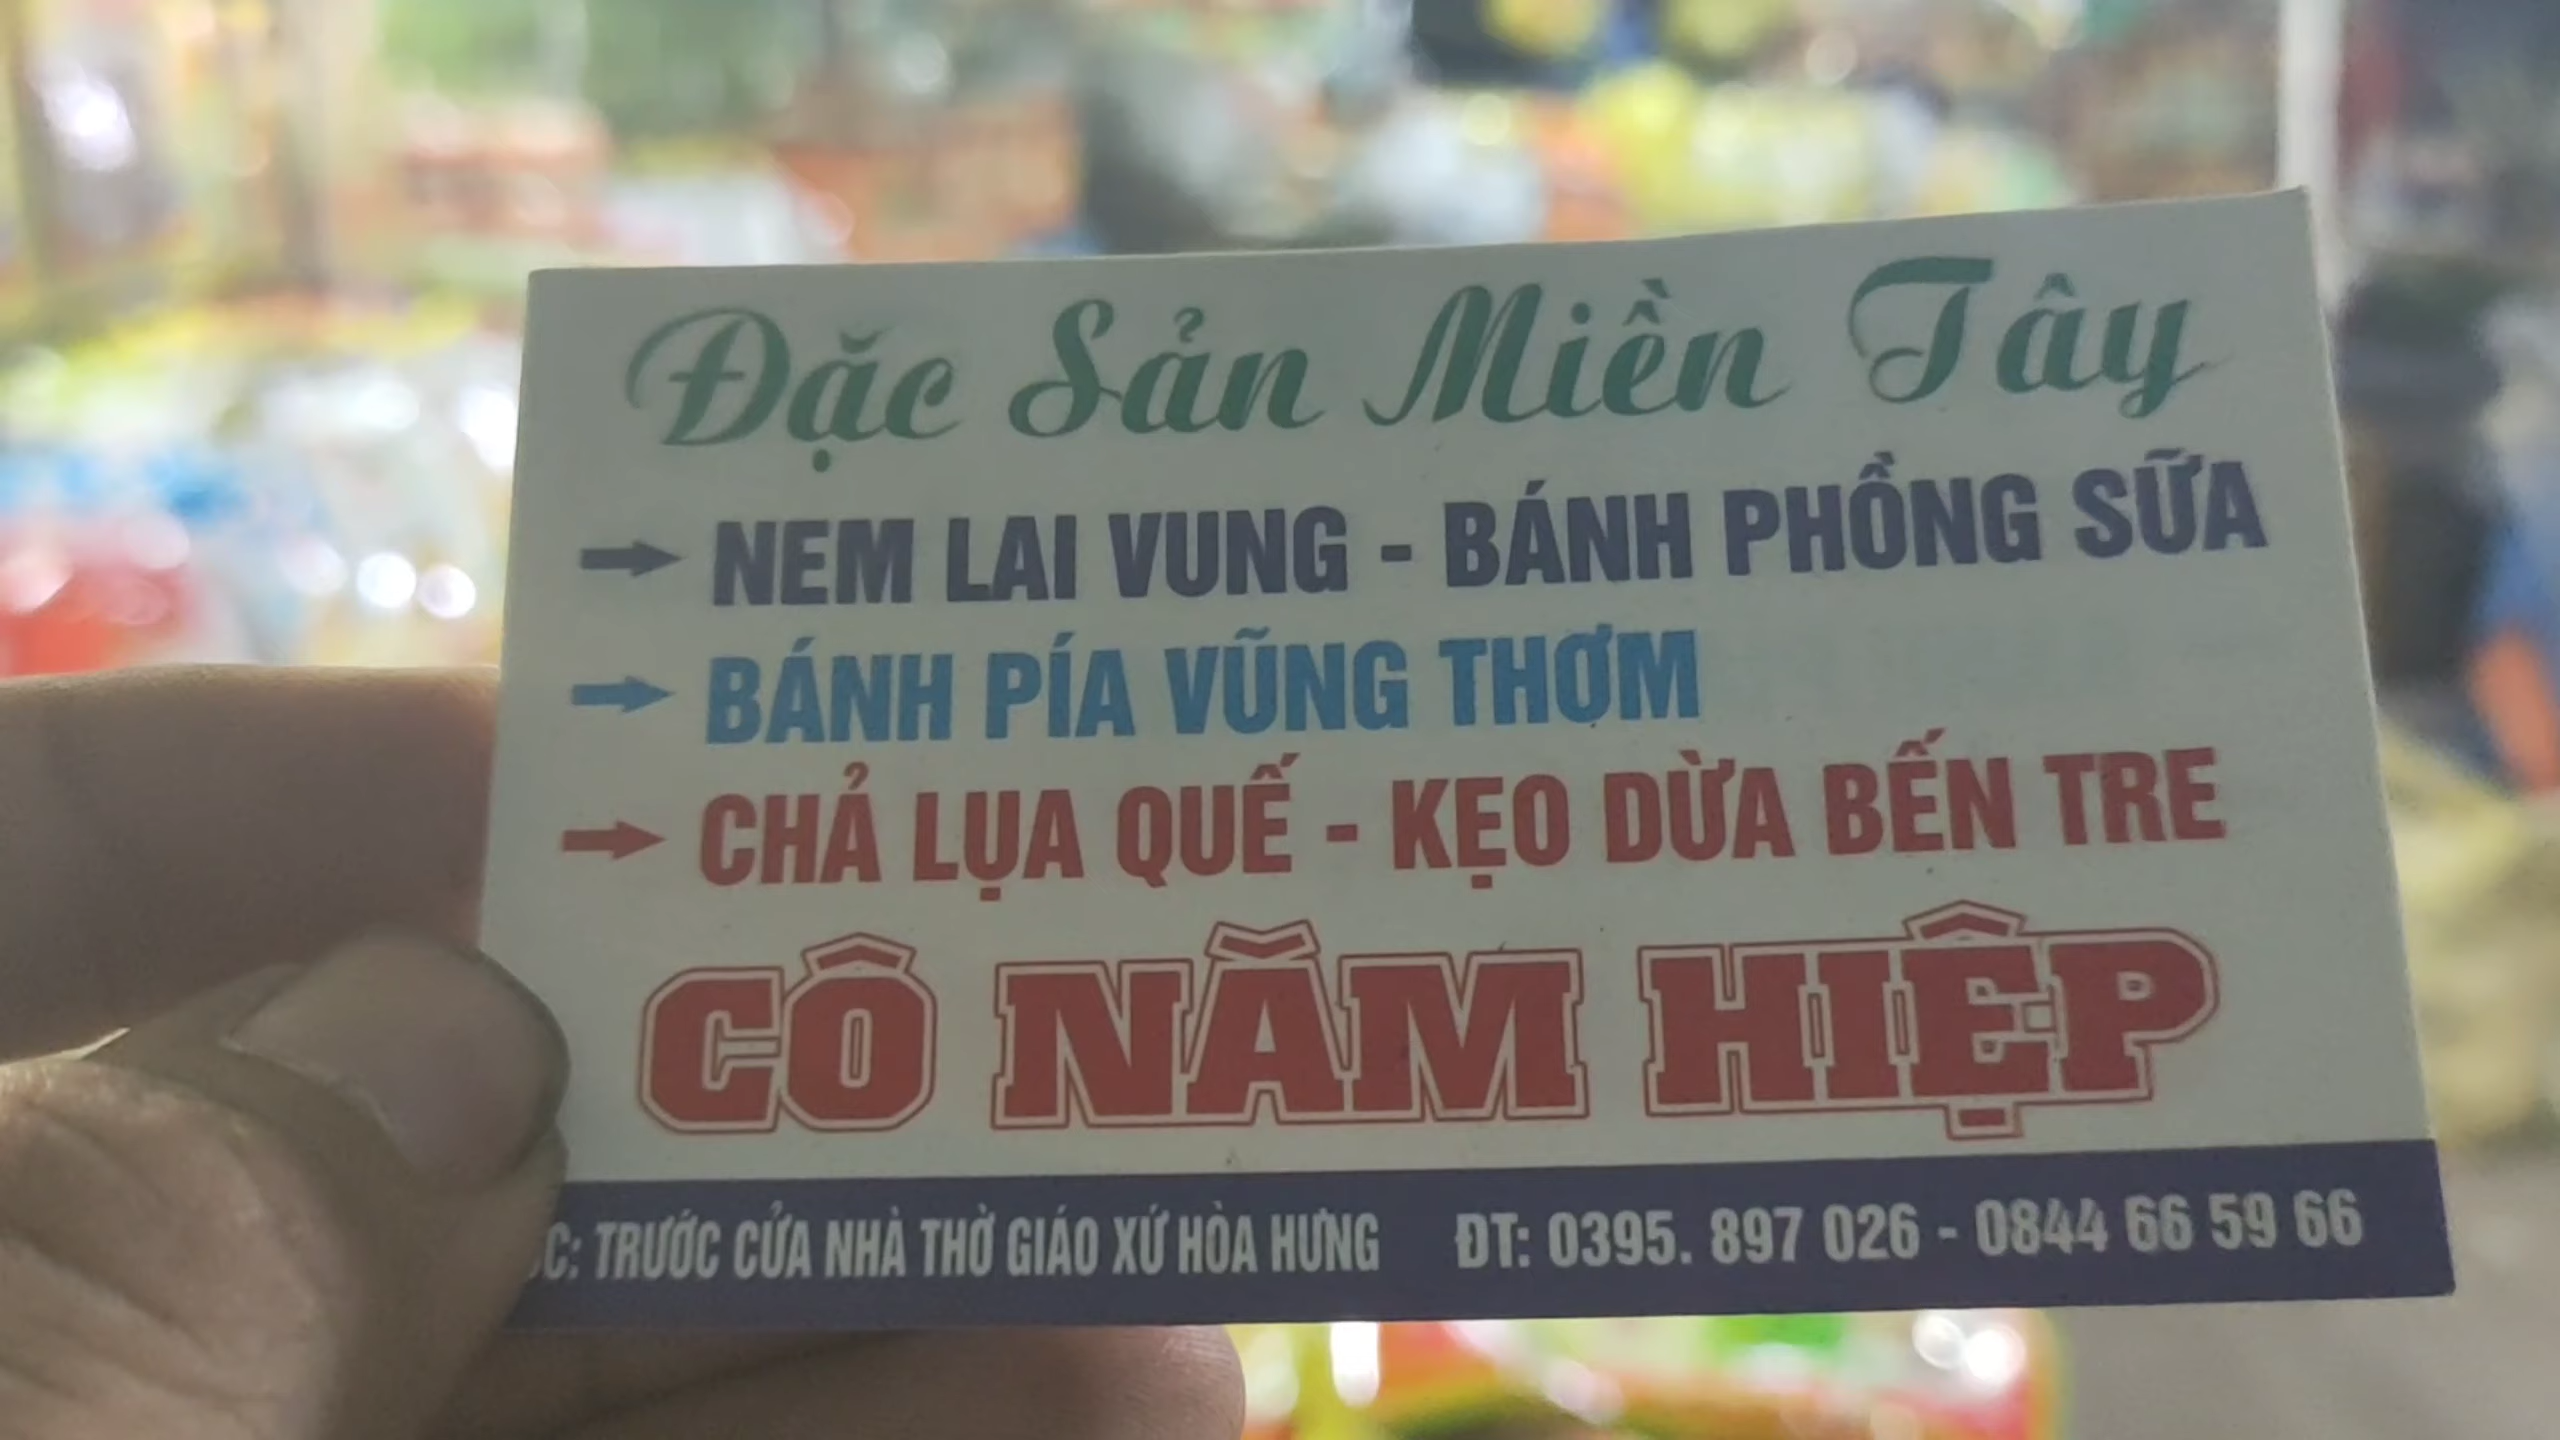 Đặc Sản Miền Tây
→ NEM LAI VUNG - BÁNH PHỒNG SỮA
→ BÁNH PÍA VŨNG THƠM
→ CHẢ LỤA QUẾ - KẸO DỪA BẾN TRE
CÔ NĂM HIỆP
C: TRƯỚC CỬA NHÀ THỜ GIÁO XỨ HÒA HƯNG ĐT: 0395. 897 026 - 0844 66 59 66